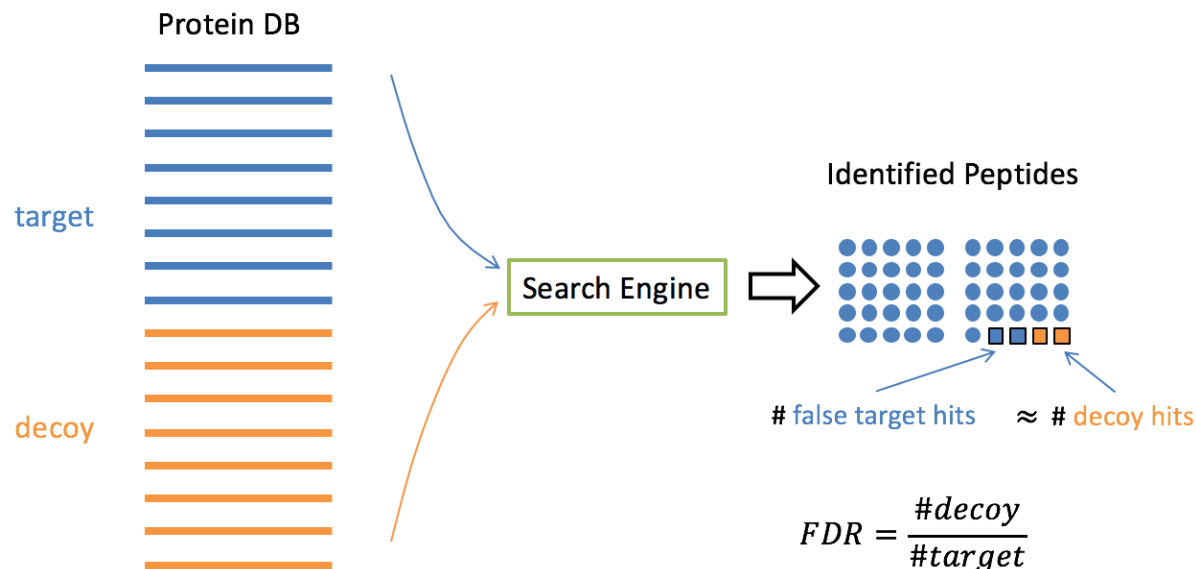 Protein DB
target
decoy
Search Engine
Identified Peptides
# false target hits ≈ # decoy hits
FDR = #decoy / #target